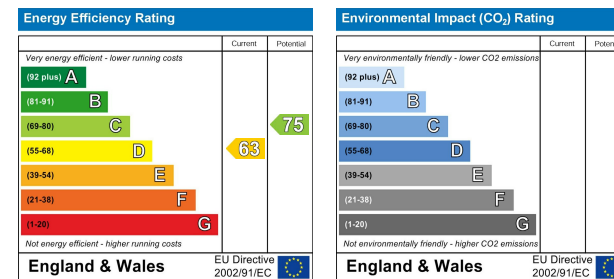 Energy Efficiency Rating
Current Potential
Very energy efficient - lower running costs
(92 plus) A
(81-91) B
(69-80) C
75
(55-68) D
63
(39-54) E
(21-38) F
(1-20) G
Not energy efficient - higher running costs
England & Wales
EU Directive
2002/91/EC
Environmental Impact (CO₂) Rating
Current Poten
Very environmentally friendly - lower CO2 emissions
(92 plus) A
(81-91) B
(69-80) C
(55-68) D
(39-54) E
(21-38) F
(1-20) G
Not environmentally friendly - higher CO2 emissions
England & Wales
EU Directive
2002/91/EC